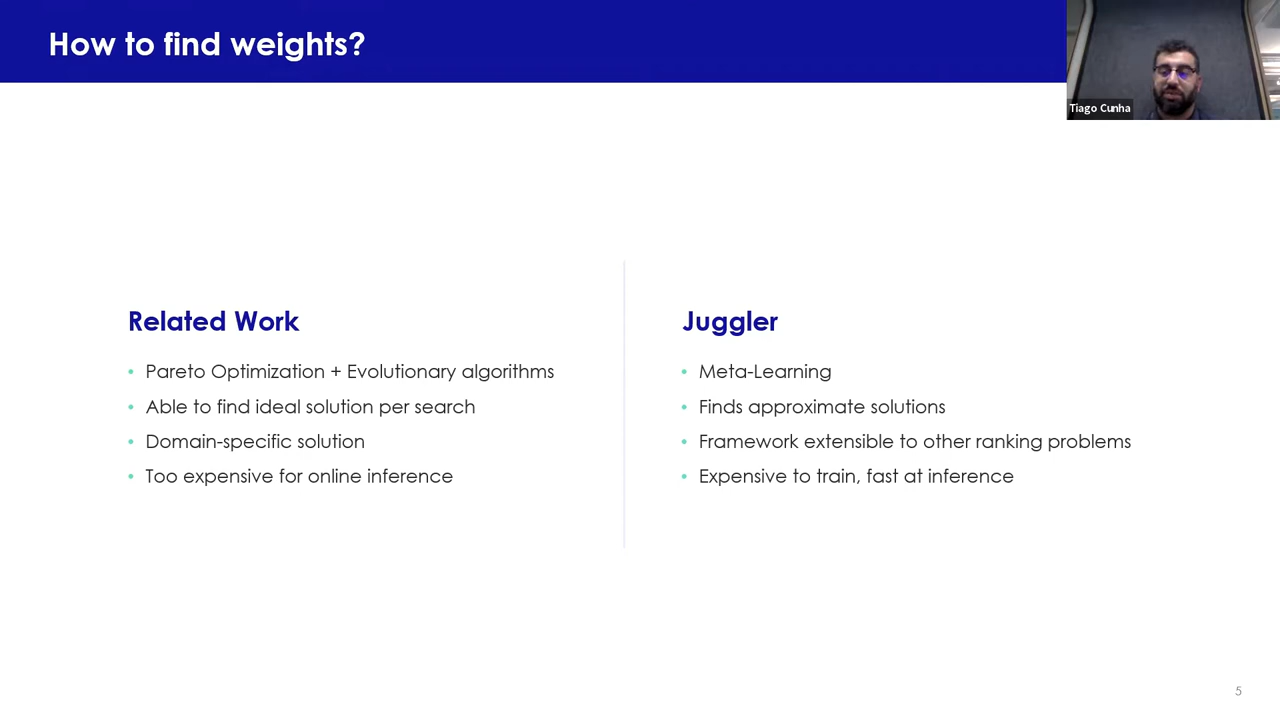 How to find weights?
Tiago Cunha
Related Work
• Pareto Optimization + Evolutionary algorithms
• Able to find ideal solution per search
• Domain-specific solution
• Too expensive for online inference
Juggler
• Meta-Learning
• Finds approximate solutions
• Framework extensible to other ranking problems
• Expensive to train, fast at inference
5